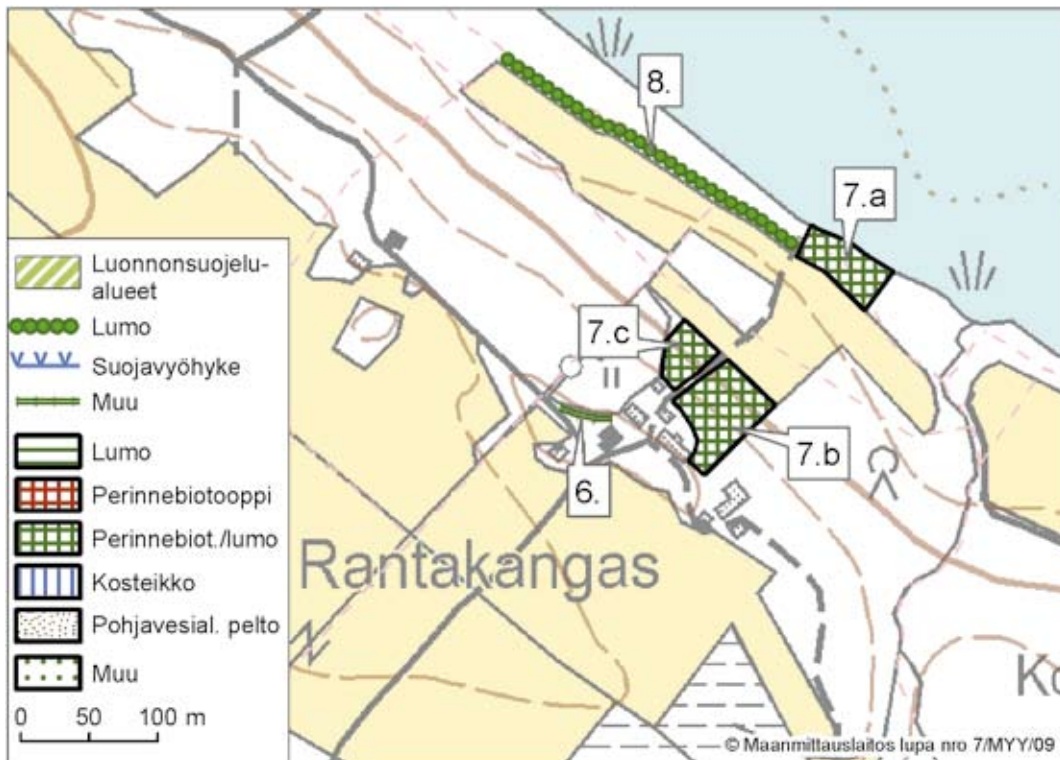 8.
7.a
7.c
7.b
6.
Rantakangas
Ko
Luonnonsuojelu-
alueet
Lumo
Suojavyöhyke
Muu
Lumo
Perinnebiotooppi
Perinnebiot./lumo
Kosteikko
Pohjavesial. pelto
Muu
0 50 100 m
© Maanmittauslaitos lupa nro 7/MYY/09